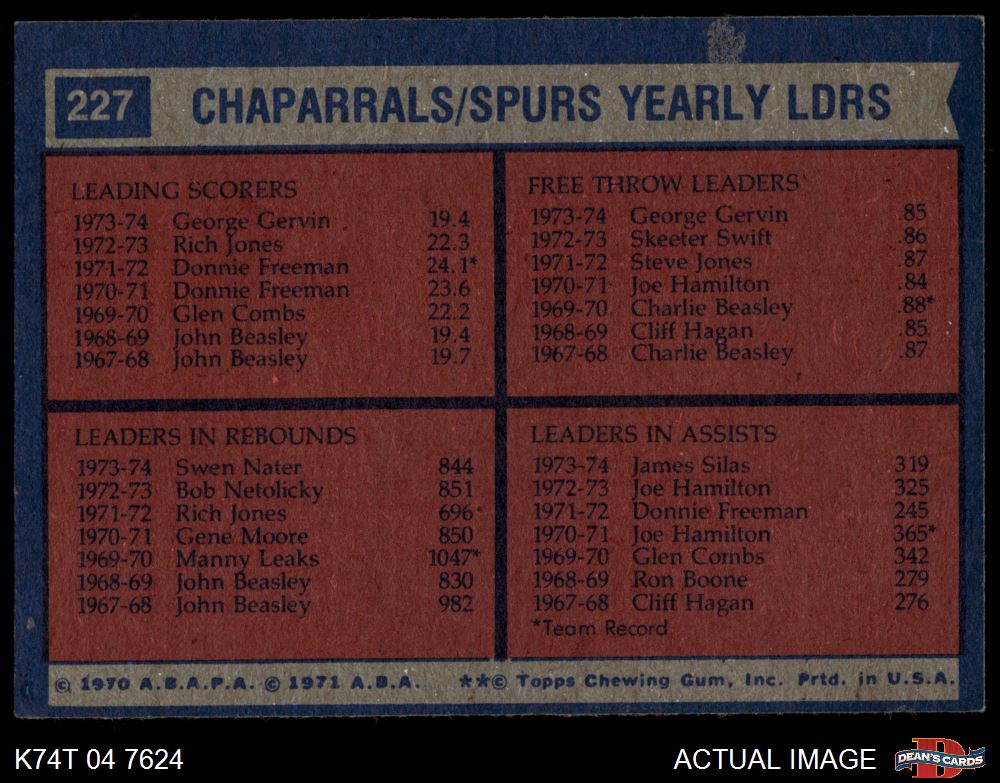 227 CHAPARRALS/SPURS YEARLY LDRS
LEADING SCORERS
1973-74 George Gervin 19.4
1972-73 Rich Jones 22.3
1971-72 Donnie Freeman 24.1*
1970-71 Donnie Freeman 23.6
1969-70 Glen Combs 22.2
1968-69 John Beasley 19.4
1967-68 John Beasley 19.7
FREE THROW LEADERS
1973-74 George Gervin .85
1972-73 Skeeter Swift .86
1971-72 Steve Jones .87
1970-71 Joe Hamilton .84
1969-70 Charlie Beasley .88*
1968-69 Cliff Hagan .85
1967-68 Charlie Beasley .87
LEADERS IN REBOUNDS
1973-74 Swen Nater 844
1972-73 Bob Netolicky 851
1971-72 Rich Jones 696
1970-71 Gene Moore 850
1969-70 Manny Leaks 1047*
1968-69 John Beasley 830
1967-68 John Beasley 982
LEADERS IN ASSISTS
1973-74 James Silas 319
1972-73 Joe Hamilton 325
1971-72 Donnie Freeman 245
1970-71 Joe Hamilton 365*
1969-70 Glen Combs 342
1968-69 Ron Boone 279
1967-68 Cliff Hagan 276
*Team Record
© 1970 A.B.A.P.A. © 1971 A.B.A. **© Topps Chewing Gum, Inc. Prtd. in U.S.A.
K74T 04 7624 ACTUAL IMAGE D DEAN'S CARDS